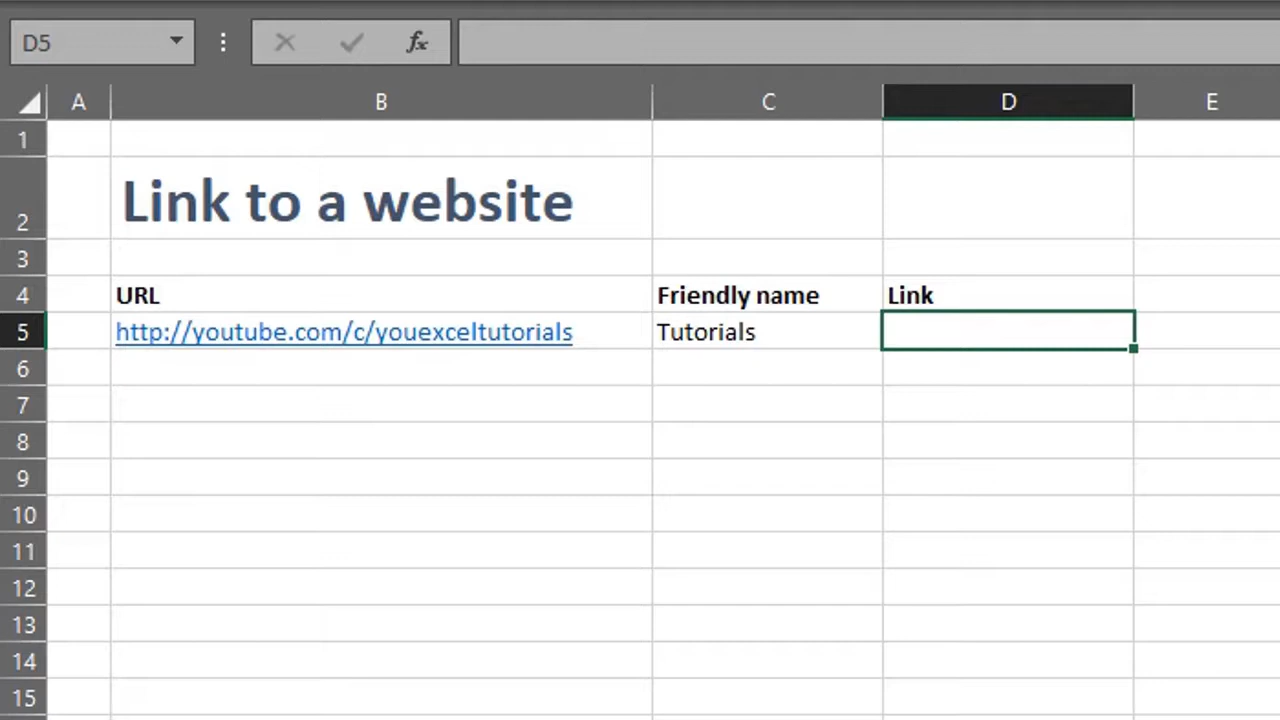 D5
fx
A B C D E
1
2 Link to a website
3
4 URL Friendly name Link
5 http://youtube.com/c/youexceltutorials Tutorials
6
7
8
9
10
11
12
13
14
15